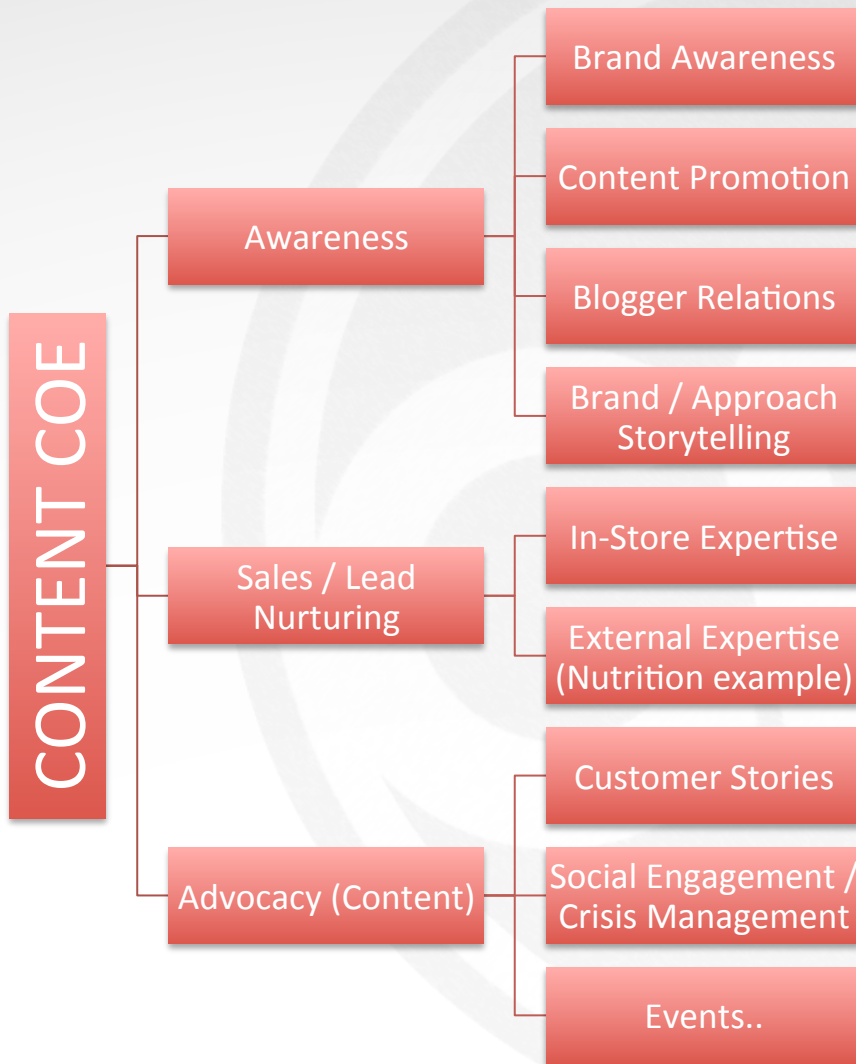 CONTENT COE
Awareness
Brand Awareness
Content Promotion
Blogger Relations
Brand / Approach
Storytelling
Sales / Lead
Nurturing
In-Store Expertise
External Expertise
(Nutrition example)
Advocacy (Content)
Customer Stories
Social Engagement /
Crisis Management
Events..